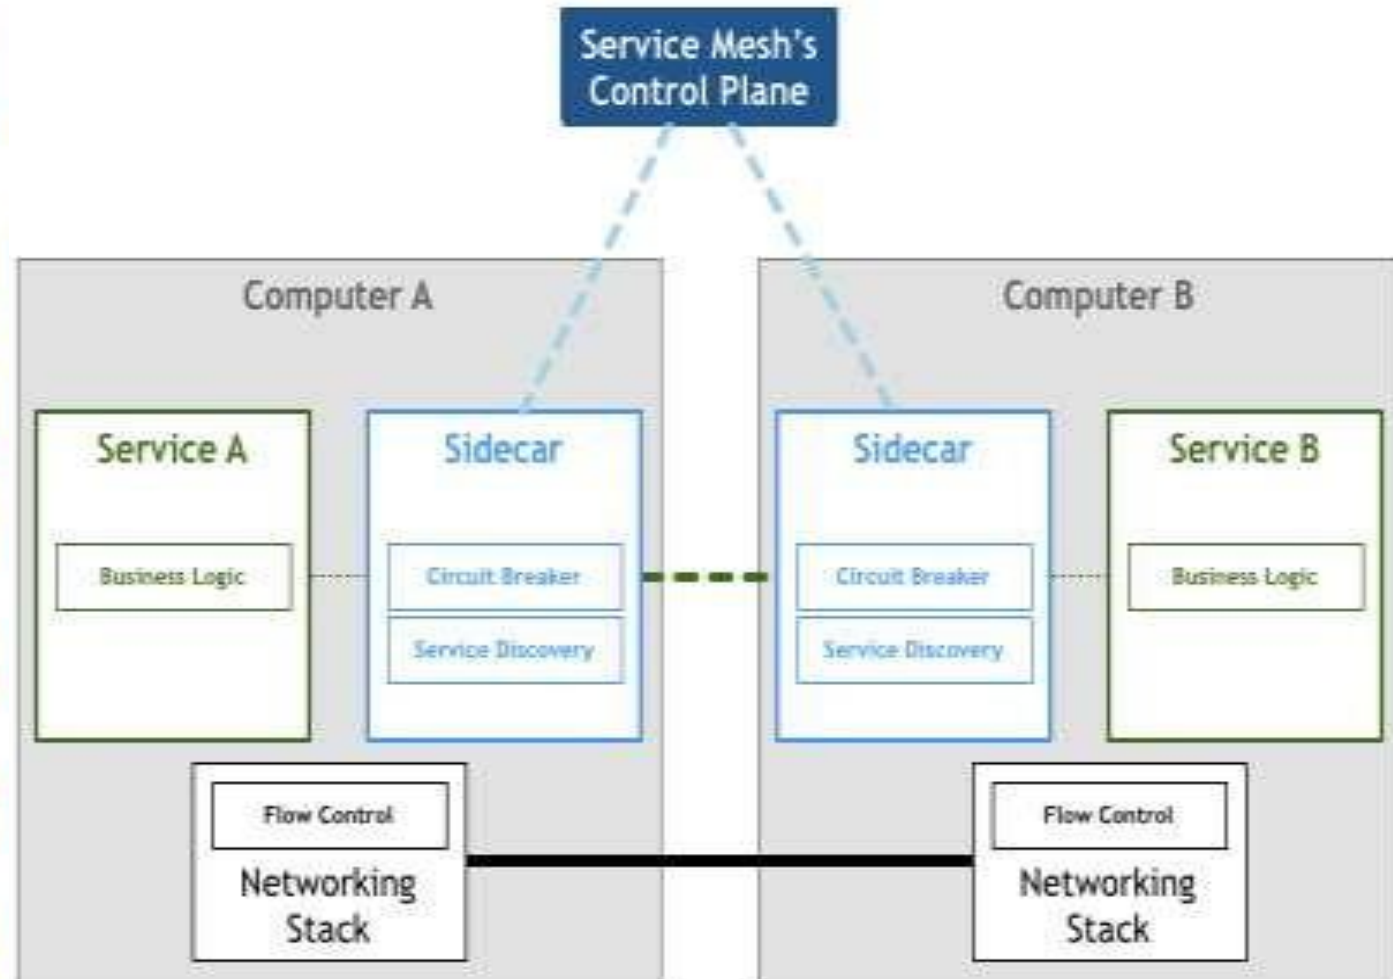 Service Mesh's
Control Plane
Computer A
Computer B
Service A
Sidecar
Sidecar
Service B
Business Logic
Circuit Breaker
Circuit Breaker
Business Logic
Service Discovery
Service Discovery
Flow Control
Flow Control
Networking
Stack
Networking
Stack